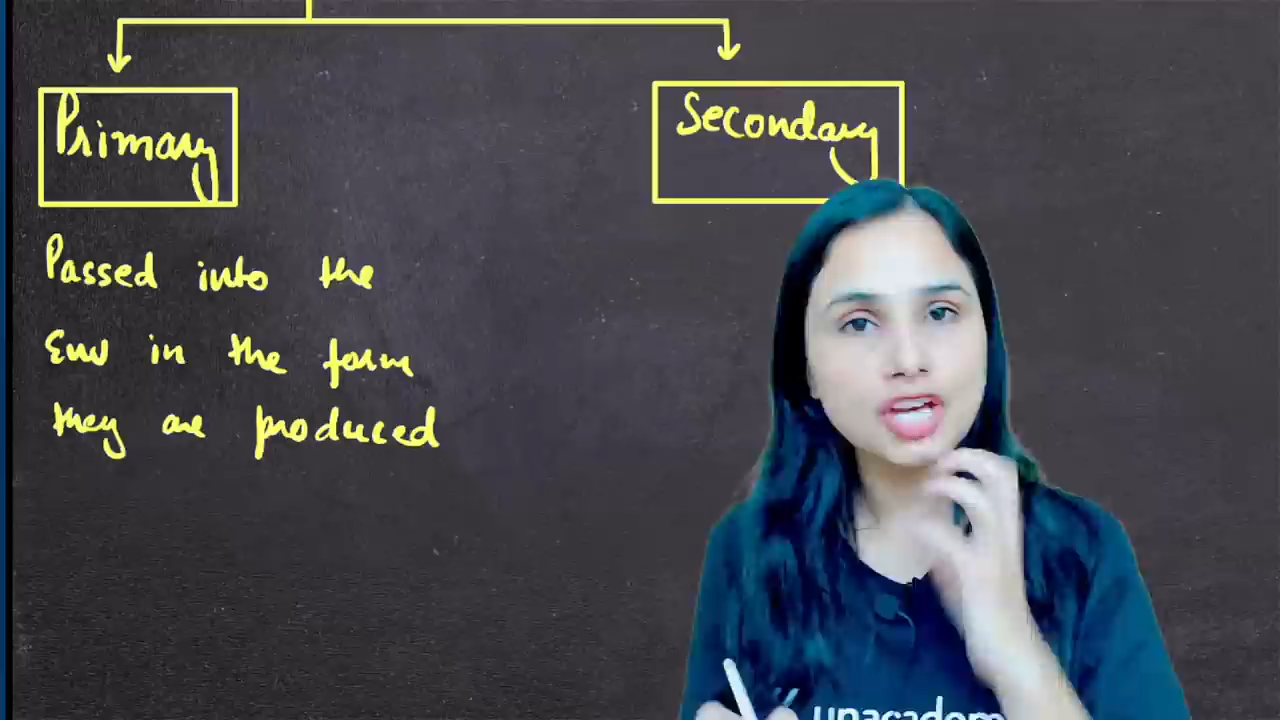 Primary
Secondary
Passed into the
Env in the form
they are produced
unacadem